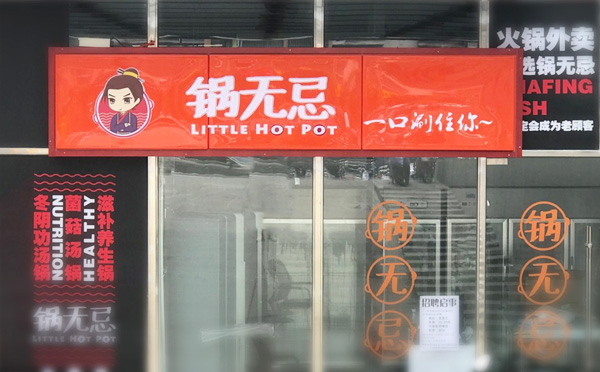 火锅外卖
选锅无忌
HAFING
SH
定会成为老顾客
锅无忌
LITTLE HOT POT
一口涮住你~
滋补养生锅
HEALTHY
菌菇汤锅
NUTRITION
冬阴功汤锅
锅无忌
LITTLE HOT POT
锅无忌
锅无忌
招聘启事